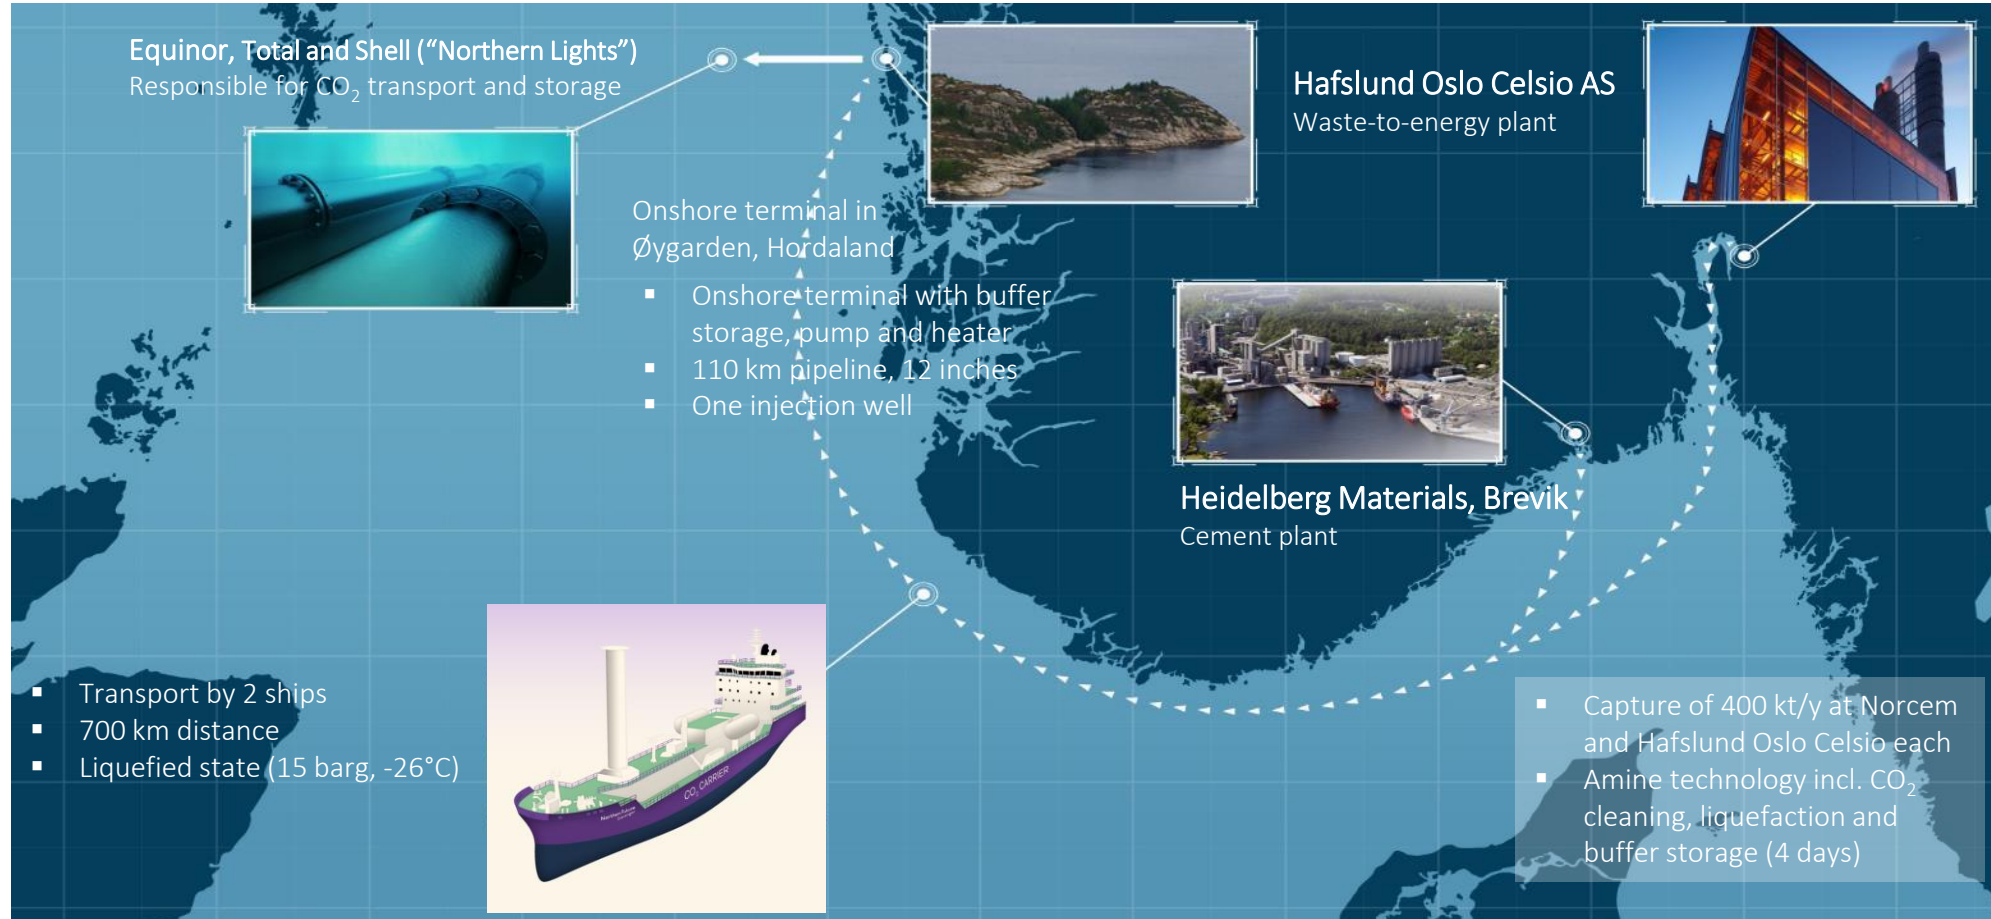 Equinor, Total and Shell (“Northern Lights”)
Responsible for CO₂ transport and storage
Hafslund Oslo Celsio AS
Waste-to-energy plant
Onshore terminal in
Øygarden, Hordaland
▪ Onshore terminal with buffer
storage, pump and heater
▪ 110 km pipeline, 12 inches
▪ One injection well
Heidelberg Materials, Brevik
Cement plant
▪ Transport by 2 ships
▪ 700 km distance
▪ Liquefied state (15 barg, -26°C)
CO₂ CARRIER
▪ Capture of 400 kt/y at Norcem
and Hafslund Oslo Celsio each
▪ Amine technology incl. CO₂
cleaning, liquefaction and
buffer storage (4 days)